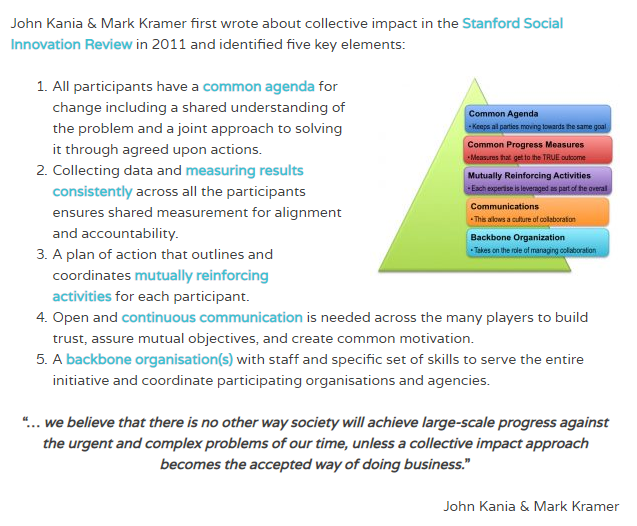 John Kania & Mark Kramer first wrote about collective impact in the Stanford Social
Innovation Review in 2011 and identified five key elements:
1. All participants have a common agenda for
change including a shared understanding of
the problem and a joint approach to solving
it through agreed upon actions.
2. Collecting data and measuring results
consistently across all the participants
ensures shared measurement for alignment
and accountability.
3. A plan of action that outlines and
coordinates mutually reinforcing
activities for each participant.
4. Open and continuous communication is needed across the many players to build
trust, assure mutual objectives, and create common motivation.
5. A backbone organisation(s) with staff and specific set of skills to serve the entire
initiative and coordinate participating organisations and agencies.
Common Agenda
• Keeps all parties moving towards the same goal
Common Progress Measures
• Measures that get to the TRUE outcome
Mutually Reinforcing Activities
• Each expertise is leveraged as part of the overall
Communications
• This allows a culture of collaboration
Backbone Organization
• Takes on the role of managing collaboration
“… we believe that there is no other way society will achieve large-scale progress against
the urgent and complex problems of our time, unless a collective impact approach
becomes the accepted way of doing business.”
John Kania & Mark Kramer